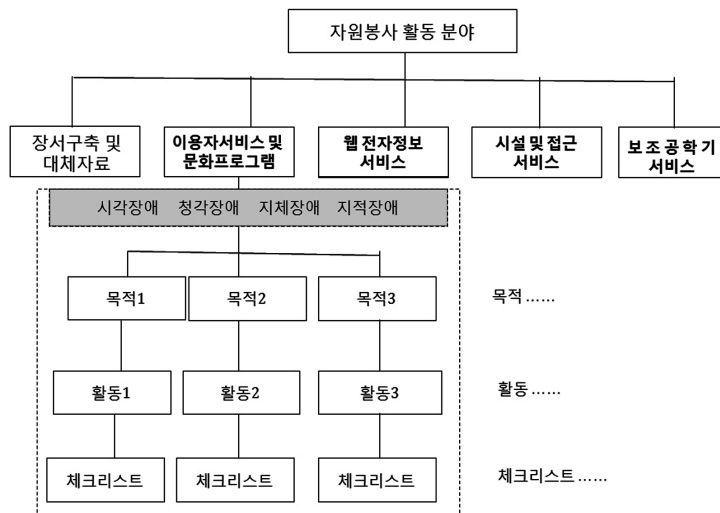 자원봉사 활동 분야
장서구축 및
대체자료
이용자서비스 및
문화프로그램
웹 전자정보
서비스
시설 및 접근
서비스
보 조 공 학 기
서비스
시각장애 청각장애 지체장애 지적장애
목적1 목적2 목적3 목적 ……
활동1 활동2 활동3 활동 ……
체크리스트 체크리스트 체크리스트 체크리스트 ……